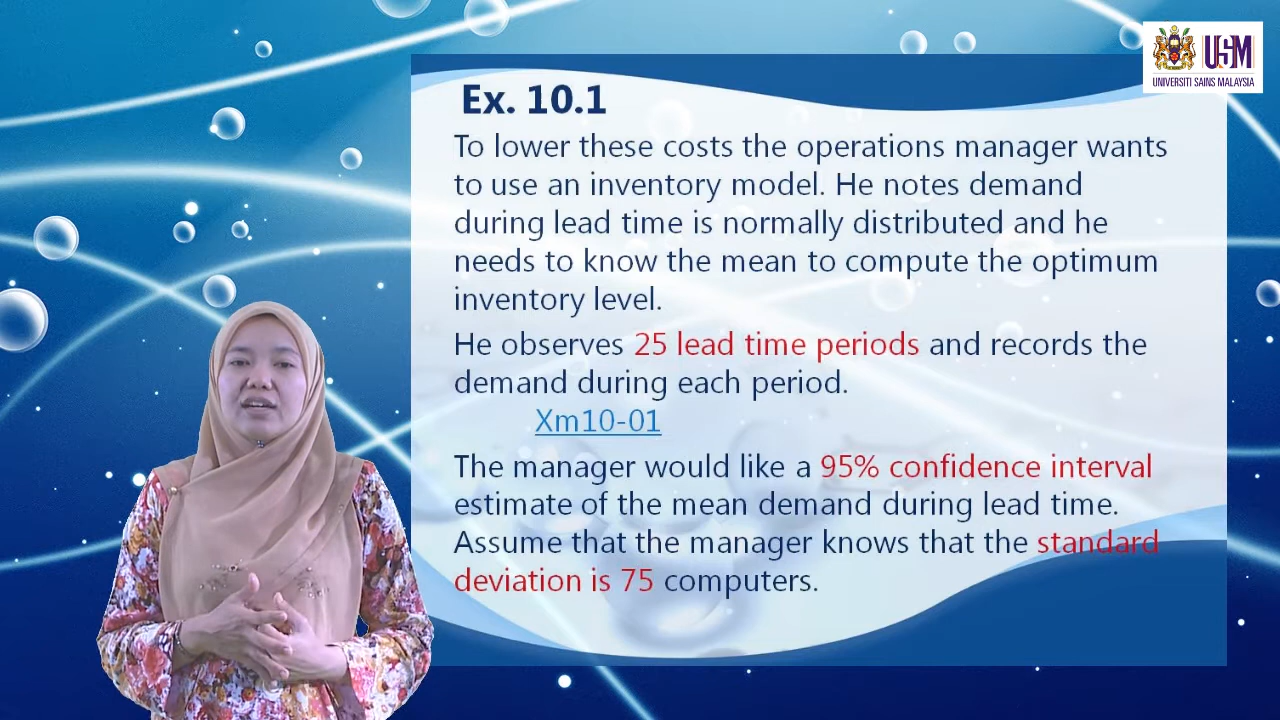 USM
UNIVERSITI SAINS MALAYSIA
Ex. 10.1
To lower these costs the operations manager wants
to use an inventory model. He notes demand
during lead time is normally distributed and he
needs to know the mean to compute the optimum
inventory level.
He observes 25 lead time periods and records the
demand during each period.
Xm10-01
The manager would like a 95% confidence interval
estimate of the mean demand during lead time.
Assume that the manager knows that the standard
deviation is 75 computers.